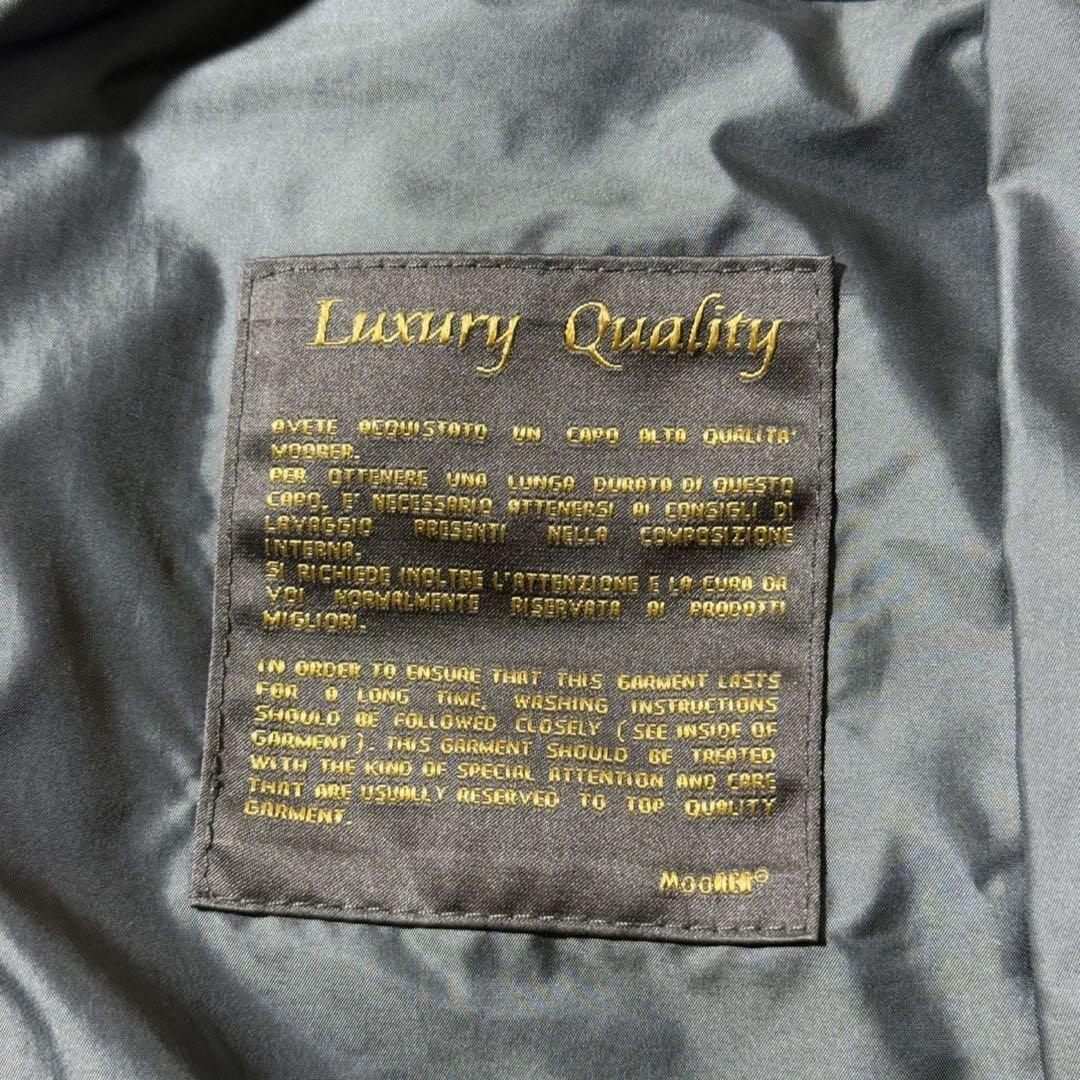 Luxury Quality
AVETE ACQUISTATO UN CAPO ALTA QUALITA'
MOORER.
PER OTTENERE UNA LUNGA DURATA DI QUESTO
CAPO, E' NECESSARIO ATTENERSI AI CONSIGLI DI
LAVAGGIO PRESENTI NELLA COMPOSIZIONE
INTERNA.
SI RICHIEDE INOLTRE L'ATTENZIONE E LA CURA DA
VOI NORMALMENTE RISERVATA AI PRODOTTI
MIGLIORI.
IN ORDER TO ENSURE THAT THIS GARMENT LASTS
FOR A LONG TIME, WASHING INSTRUCTIONS
SHOULD BE FOLLOWED CLOSELY (SEE INSIDE OF
GARMENT). THIS GARMENT SHOULD BE TREATED
WITH THE KIND OF SPECIAL ATTENTION AND CARE
THAT ARE USUALLY RESERVED TO TOP QUALITY
GARMENT.
MOORER®